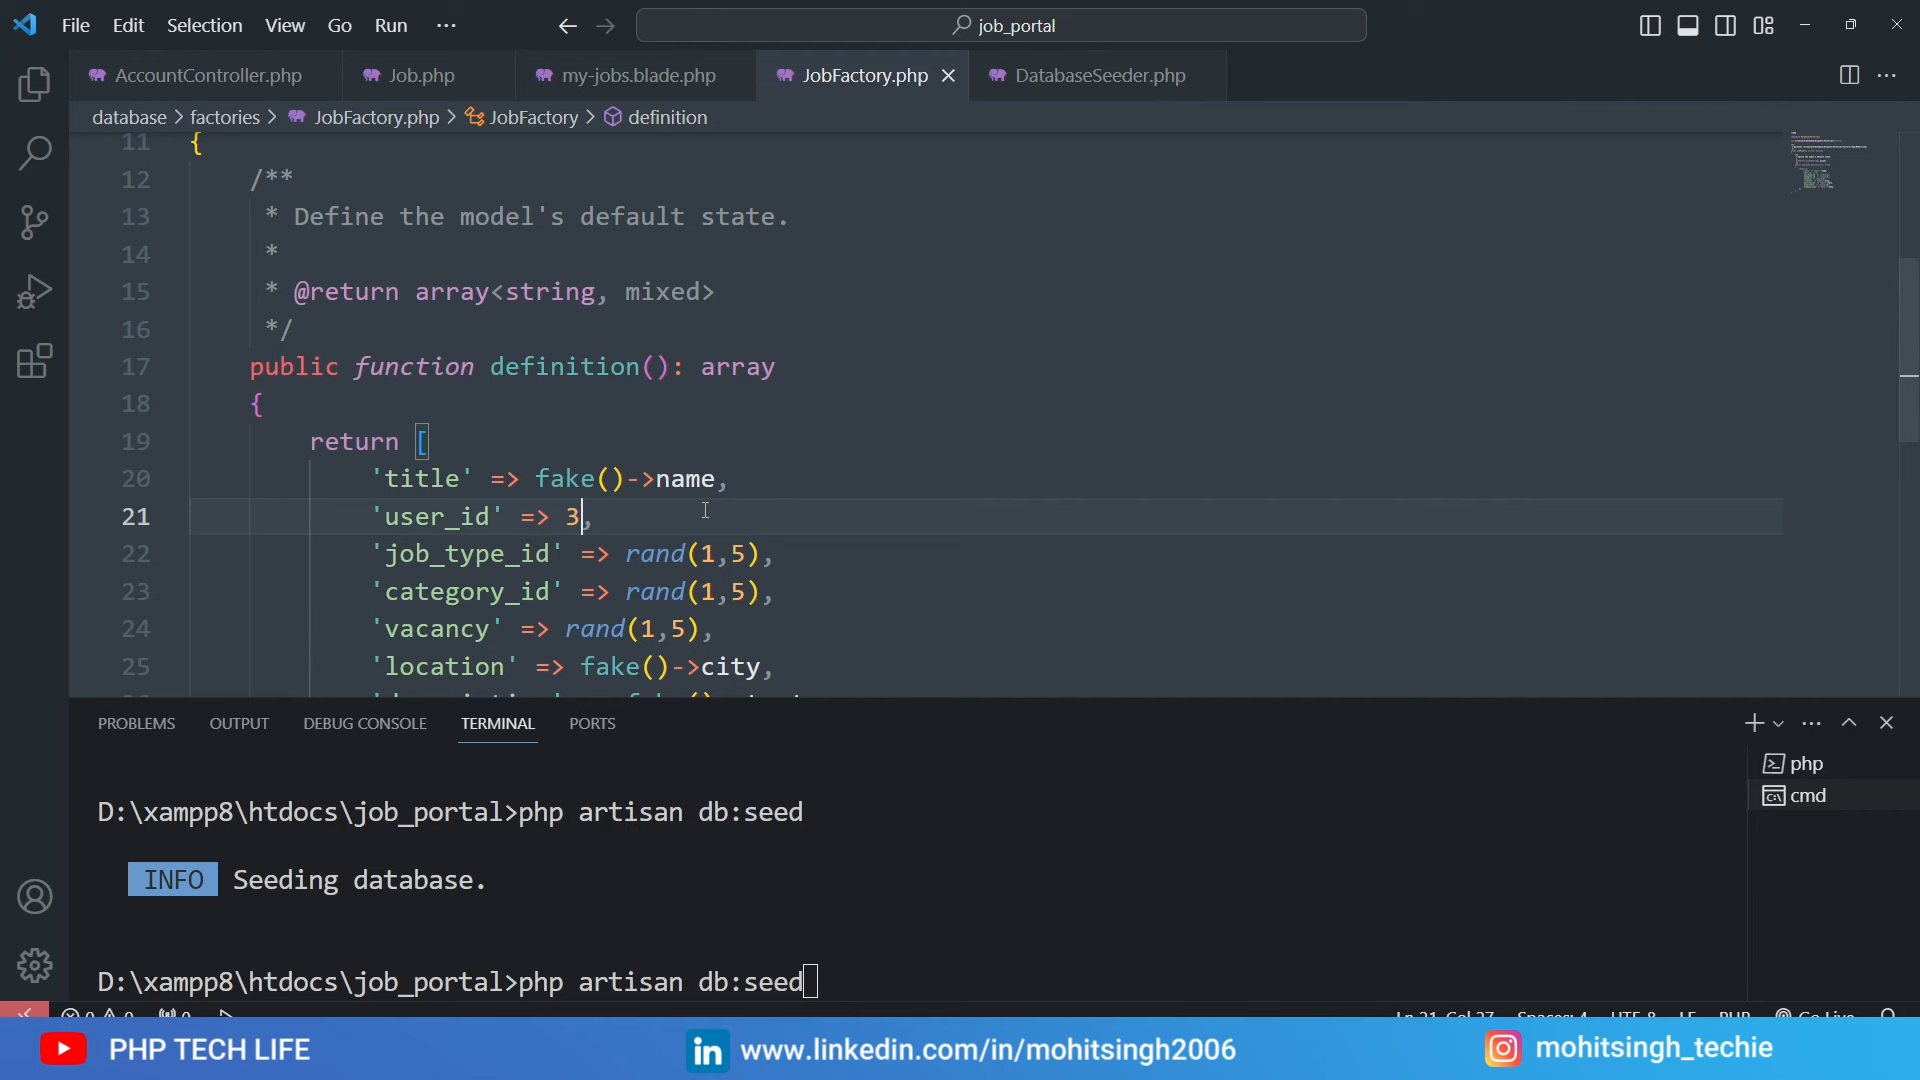 File Edit Selection View Go Run ···
job_portal
AccountController.php Job.php my-jobs.blade.php JobFactory.php DatabaseSeeder.php
database > factories > JobFactory.php > JobFactory > definition
11 {
12 /**
13 * Define the model's default state.
14 *
15 * @return array<string, mixed>
16 */
17 public function definition(): array
18 {
19 return [
20 'title' => fake()->name,
21 'user_id' => 3,
22 'job_type_id' => rand(1,5),
23 'category_id' => rand(1,5),
24 'vacancy' => rand(1,5),
25 'location' => fake()->city,
PROBLEMS OUTPUT DEBUG CONSOLE TERMINAL PORTS
php
cmd
D:\xampp8\htdocs\job_portal>php artisan db:seed
INFO Seeding database.
D:\xampp8\htdocs\job_portal>php artisan db:seed
PHP TECH LIFE
in www.linkedin.com/in/mohitsingh2006
mohitsingh_techie